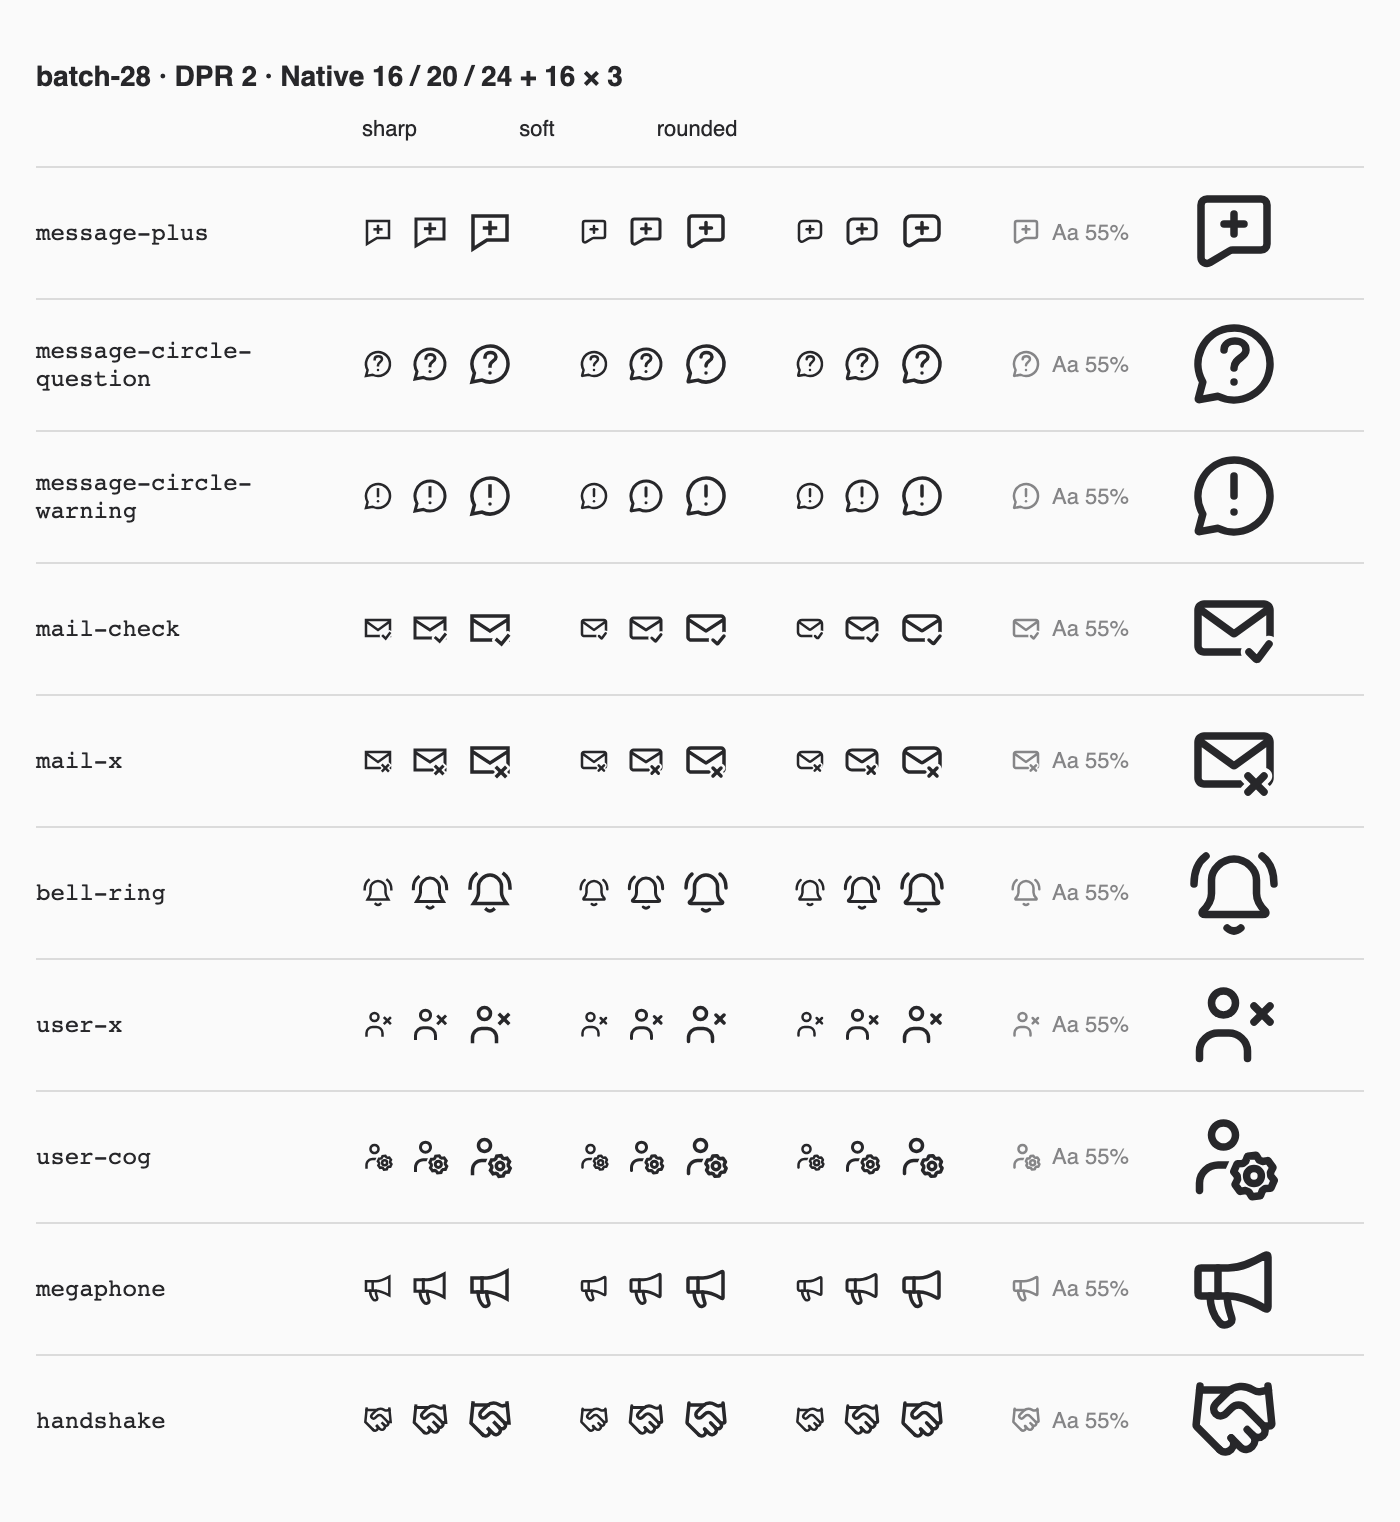 batch-28 · DPR 2 · Native 16 / 20 / 24 + 16 × 3
sharp soft rounded
message-plus Aa 55%
message-circle-
question Aa 55%
message-circle-
warning Aa 55%
mail-check Aa 55%
mail-x Aa 55%
bell-ring Aa 55%
user-x Aa 55%
user-cog Aa 55%
megaphone Aa 55%
handshake Aa 55%